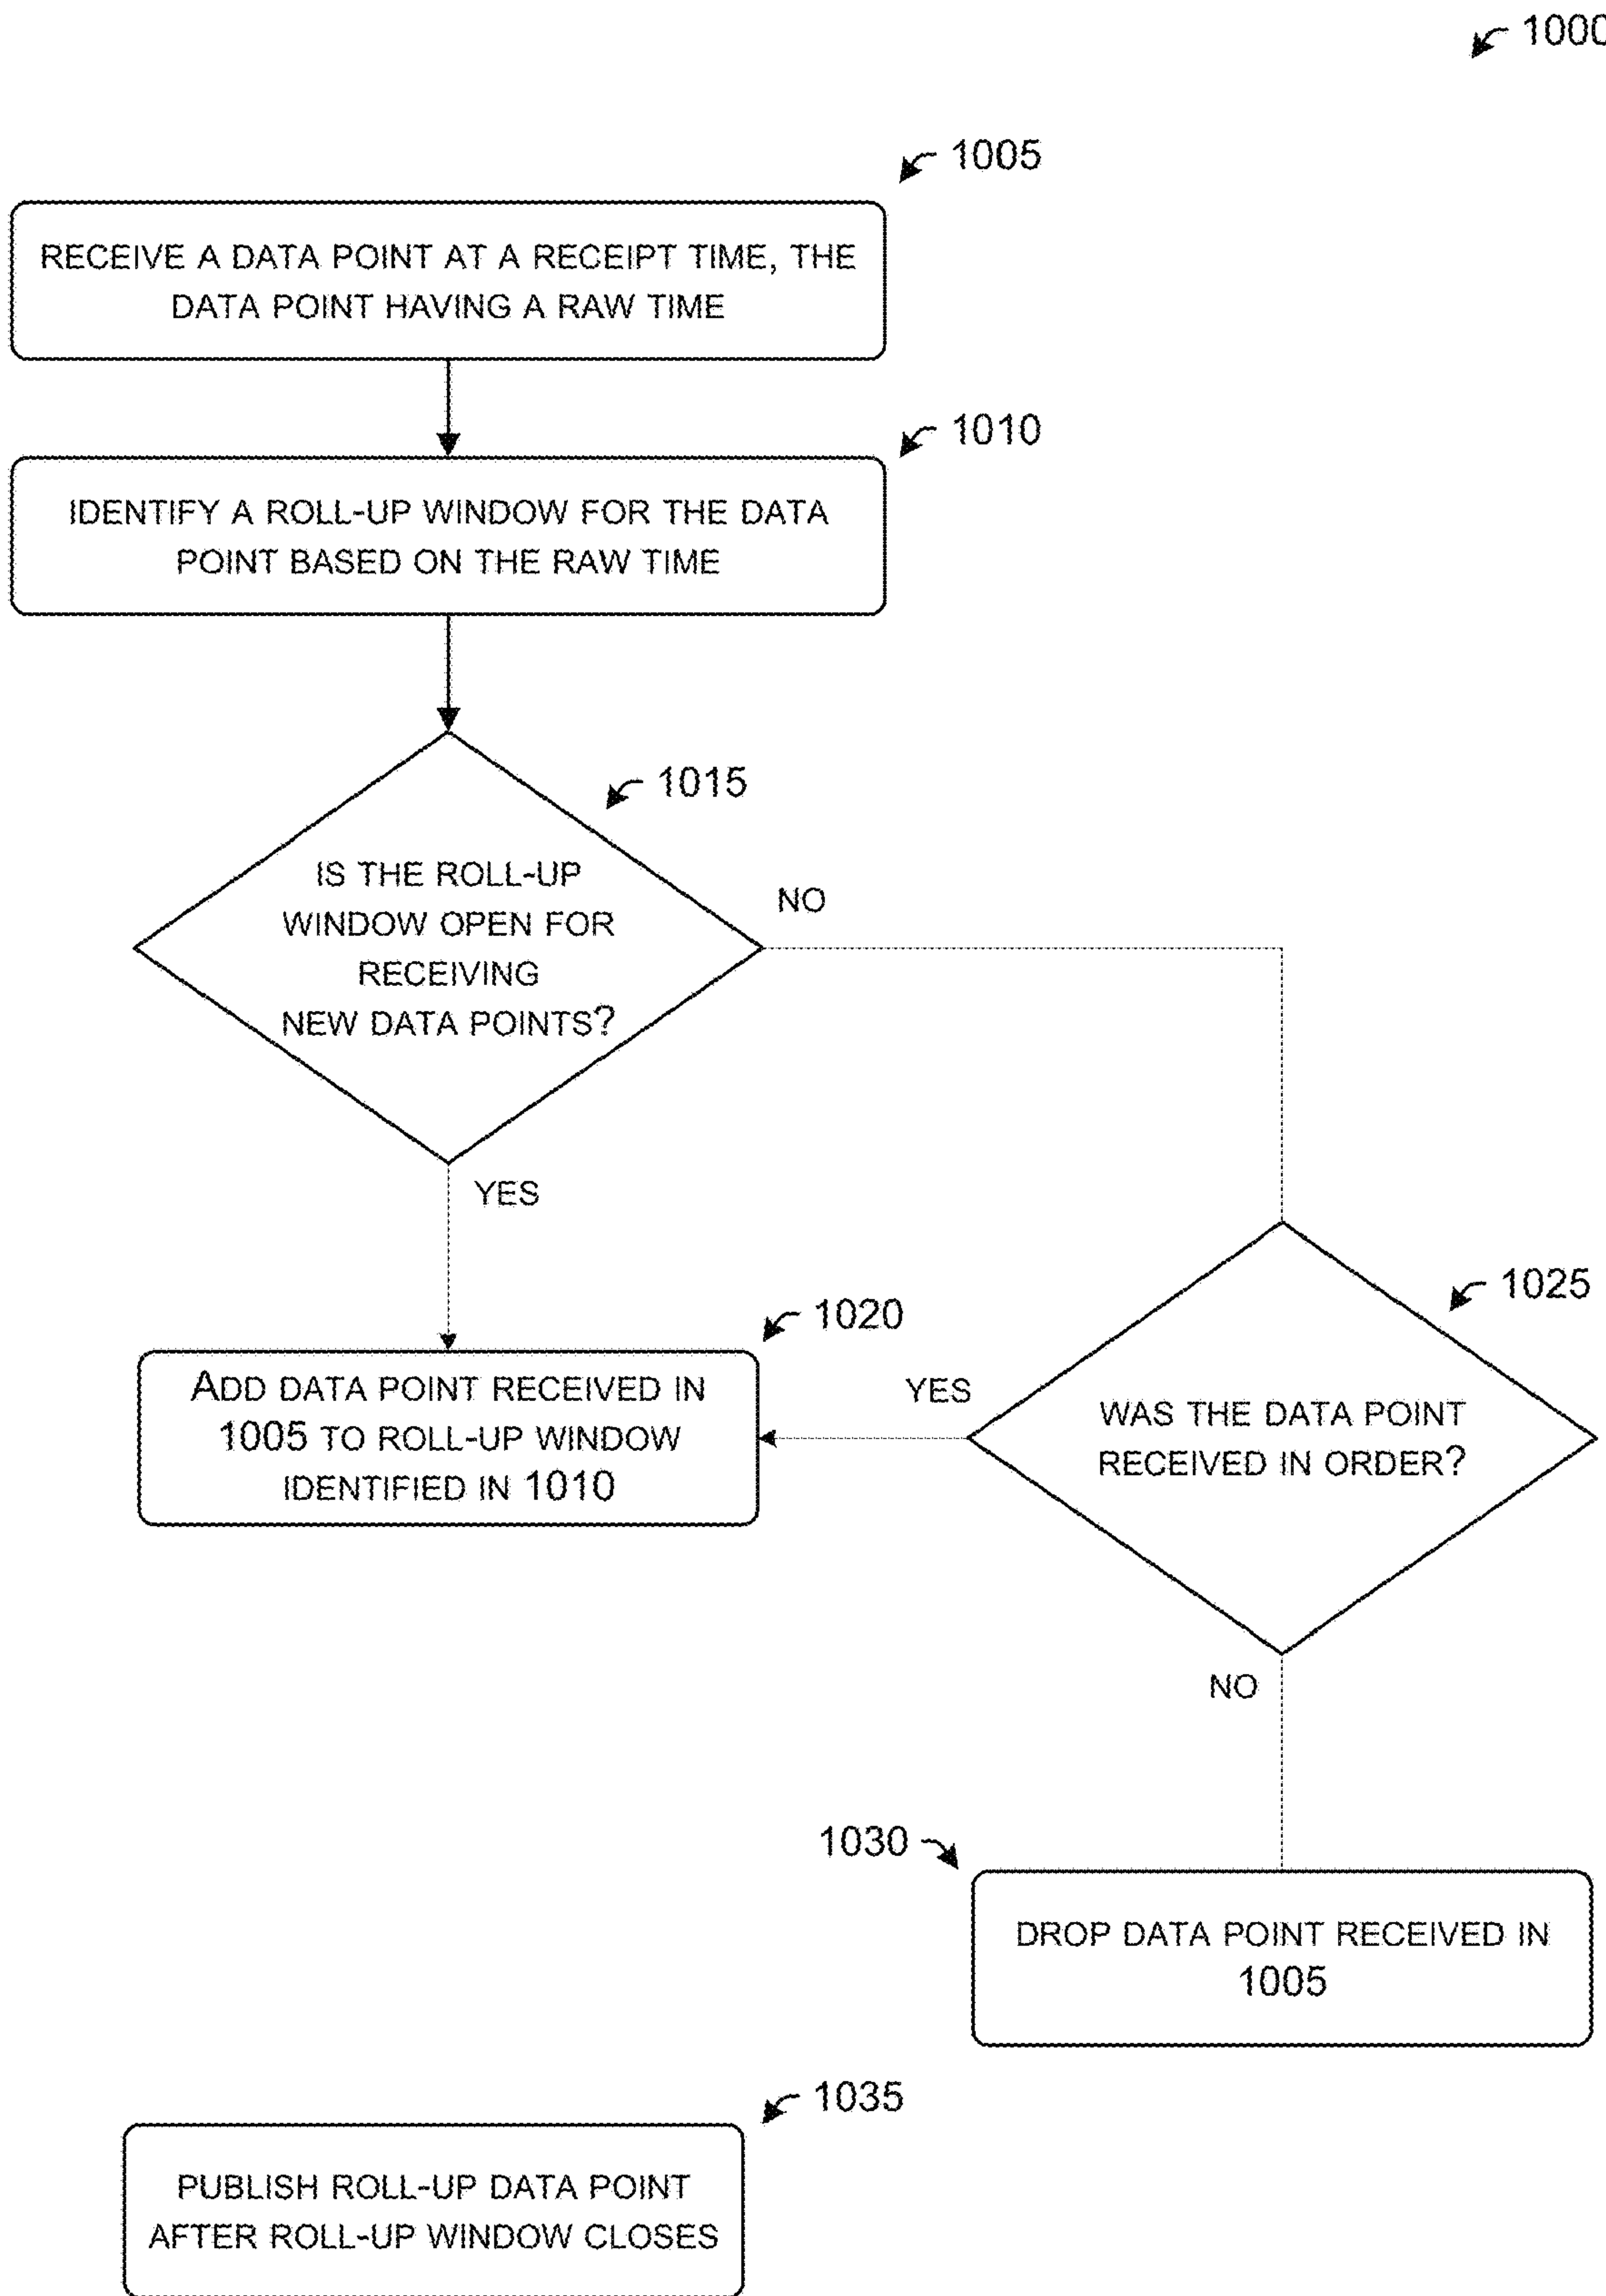 1000
1005
RECEIVE A DATA POINT AT A RECEIPT TIME, THE
DATA POINT HAVING A RAW TIME
1010
IDENTIFY A ROLL-UP WINDOW FOR THE DATA
POINT BASED ON THE RAW TIME
1015
IS THE ROLL-UP
WINDOW OPEN FOR
RECEIVING
NEW DATA POINTS?
NO
YES
1020
ADD DATA POINT RECEIVED IN
1005 TO ROLL-UP WINDOW
IDENTIFIED IN 1010
YES
1025
WAS THE DATA POINT
RECEIVED IN ORDER?
NO
1030
DROP DATA POINT RECEIVED IN
1005
1035
PUBLISH ROLL-UP DATA POINT
AFTER ROLL-UP WINDOW CLOSES